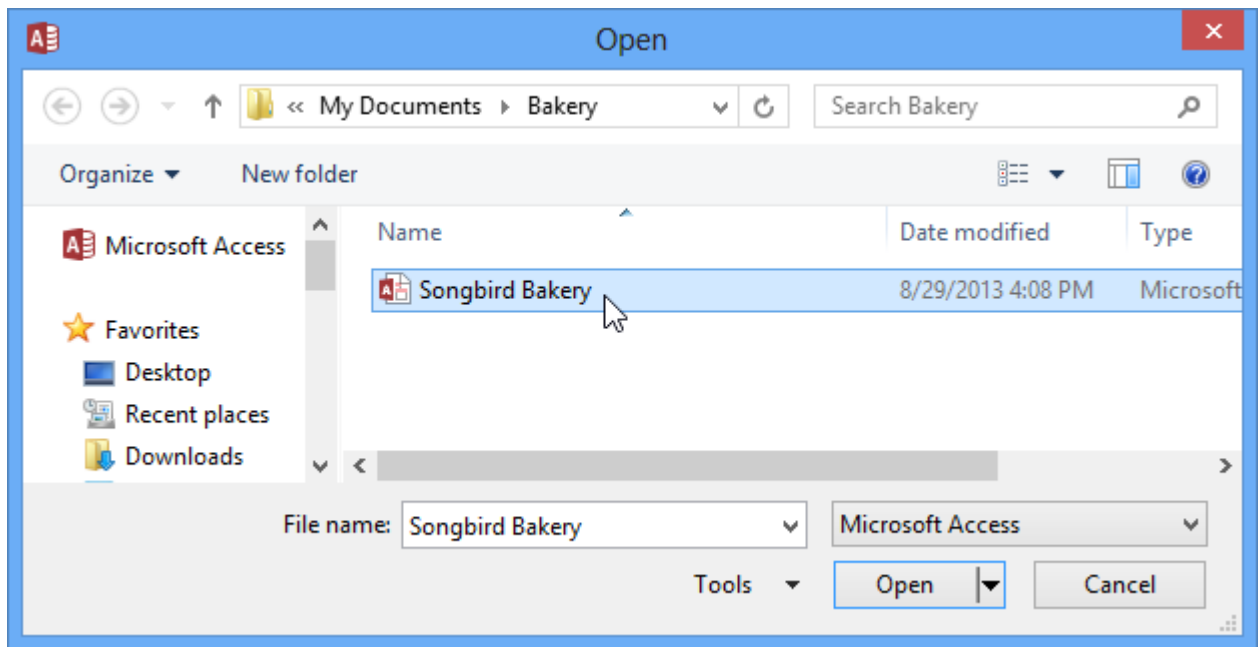 Open
« My Documents Bakery
Search Bakery
Organize New folder
Microsoft Access
Favorites
Desktop
Recent places
Downloads
Name Date modified Type
Songbird Bakery 8/29/2013 4:08 PM Microsoft
File name: Songbird Bakery Microsoft Access
Tools Open Cancel